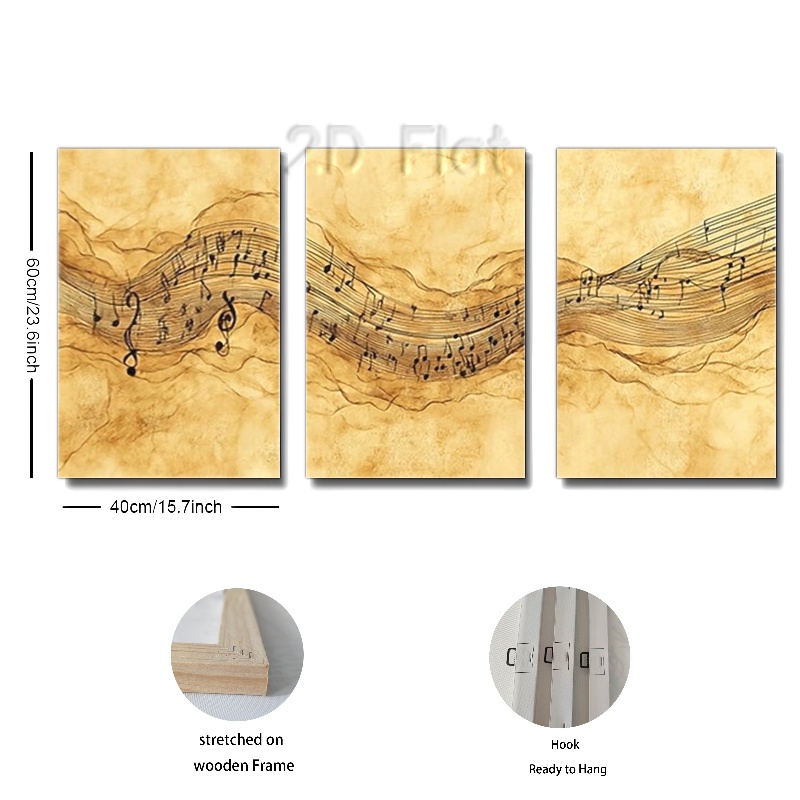 2D Flat
60cm/23.6inch
40cm/15.7inch
stretched on
wooden Frame
Hook
Ready to Hang